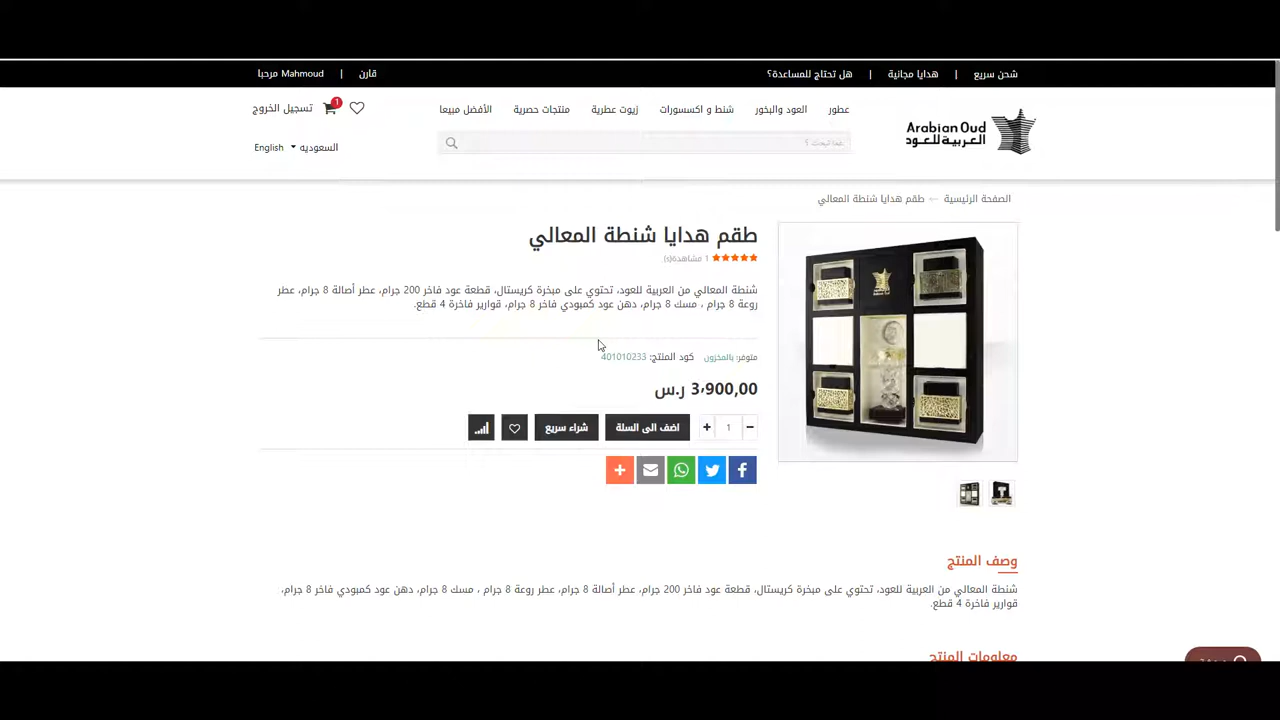 شحن سريع | هدايا مجانية | هل تحتاج للمساعدة؟
قارن | Mahmoud مرحبا
Arabian Oud
العربية للعود
عطور العود والبخور شنط و اكسسورات زيوت عطرية منتجات حصرية الأفضل مبيعا
1 تسجيل الخروج
عما تبحث ؟
السعوديه English
الصفحة الرئيسية ← طقم هدايا شنطة المعالي
طقم هدايا شنطة المعالي
1 مشاهدة(s)
شنطة المعالي من العربية للعود، تحتوي على مبخرة كريستال، قطعة عود فاخر 200 جرام، عطر أصالة 8 جرام، عطر
روعة 8 جرام ، مسك 8 جرام، دهن عود كمبودي فاخر 8 جرام، قوارير فاخرة 4 قطع.
متوفر: بالمخزون كود المنتج: 401010233
3٬900,00 ر.س
- 1 + اضف الى السلة شراء سريع
وصف المنتج
شنطة المعالي من العربية للعود، تحتوي على مبخرة كريستال، قطعة عود فاخر 200 جرام، عطر أصالة 8 جرام، عطر روعة 8 جرام ، مسك 8 جرام، دهن عود كمبودي فاخر 8 جرام،
قوارير فاخرة 4 قطع.
معلومات المنتج